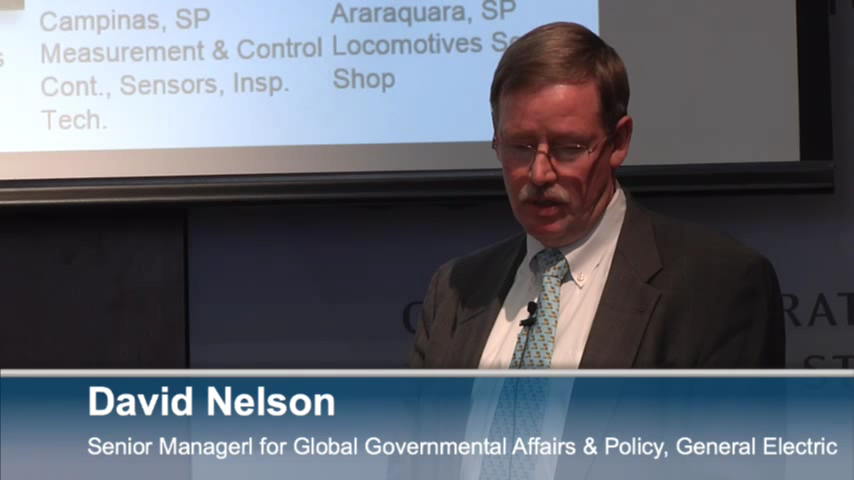 Campinas, SP
Measurement & Control
Cont., Sensors, Insp.
Tech.
Araraquara, SP
Locomotives
Shop
David Nelson
Senior Managerl for Global Governmental Affairs & Policy, General Electric